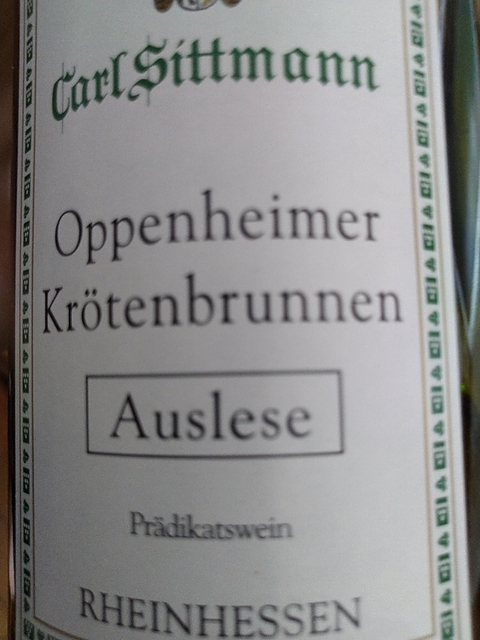 Carl Sittmann
Oppenheimer
Krötenbrunnen
Auslese
Prädikatswein
RHEINHESSEN